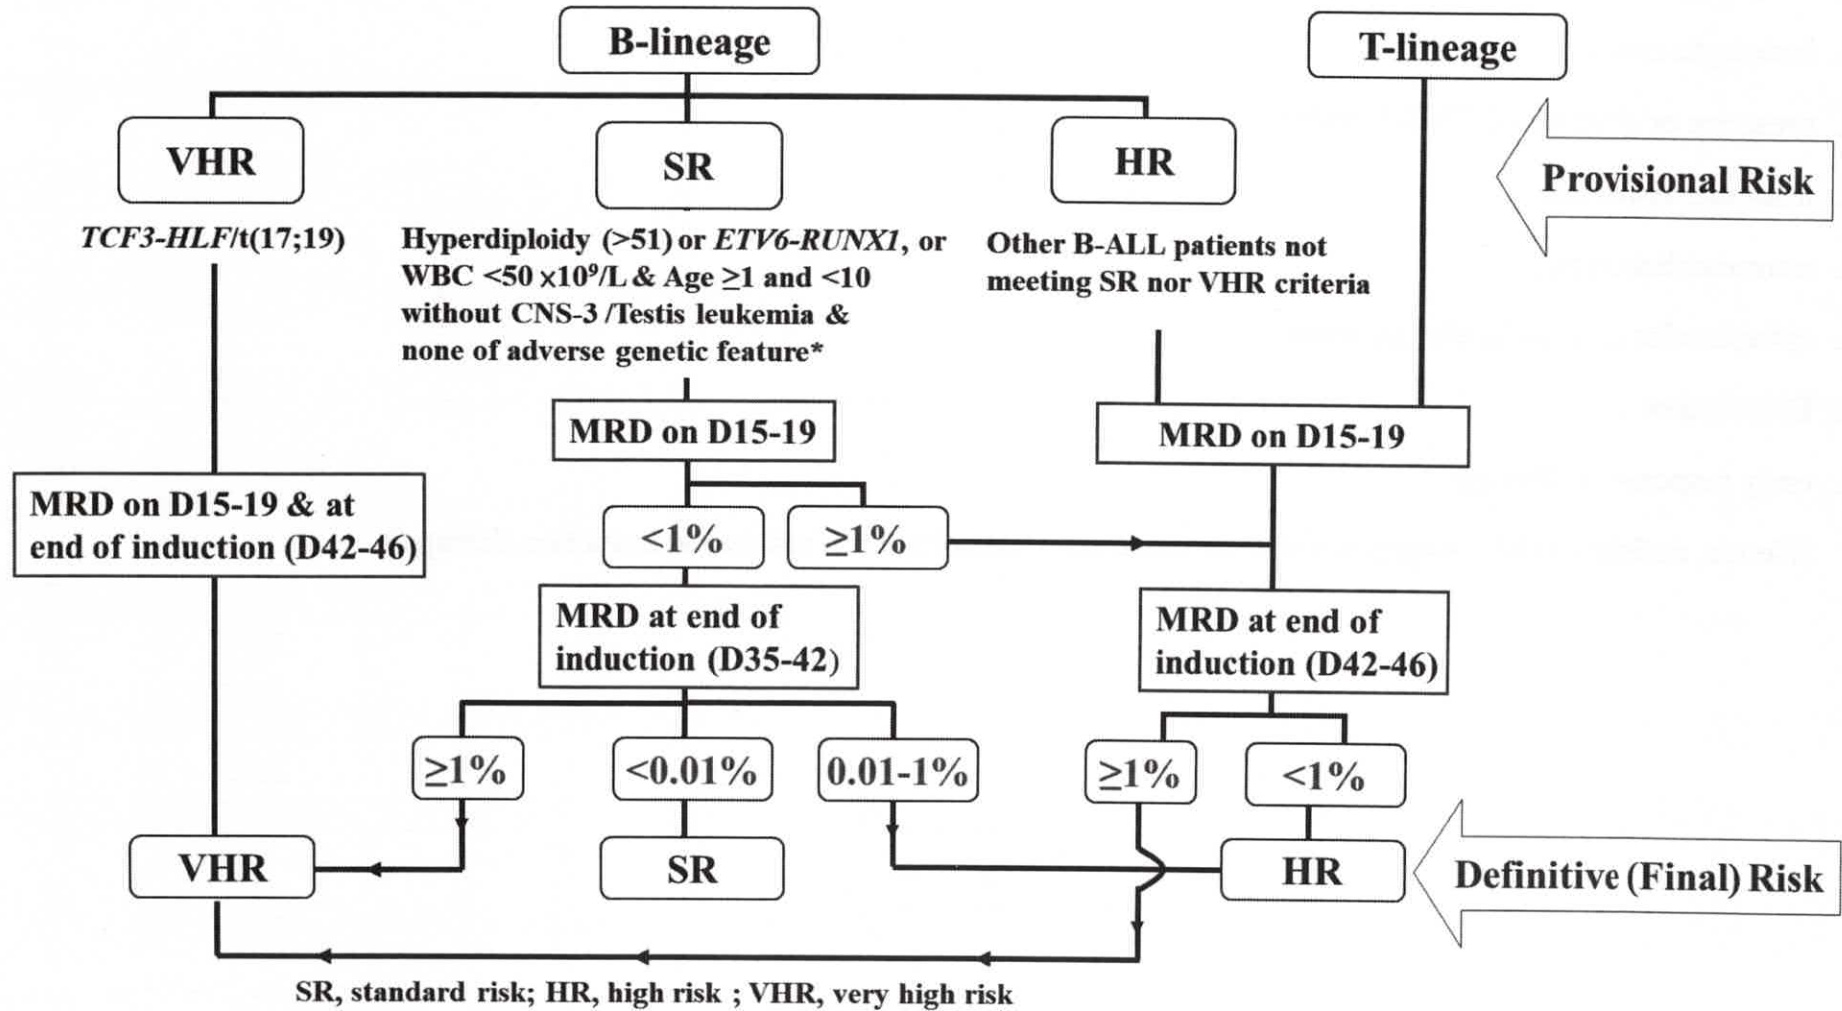 B-lineage
T-lineage
VHR
SR
HR
Provisional Risk
TCF3-HLF/t(17;19)
Hyperdiploidy (>51) or ETV6-RUNX1, or
WBC <50 x10⁹/L & Age ≥1 and <10
without CNS-3 /Testis leukemia &
none of adverse genetic feature*
Other B-ALL patients not
meeting SR nor VHR criteria
MRD on D15-19
MRD on D15-19
MRD on D15-19 & at
end of induction (D42-46)
<1%
≥1%
MRD at end of
induction (D35-42)
MRD at end of
induction (D42-46)
≥1%
<0.01%
0.01-1%
≥1%
<1%
VHR
SR
HR
Definitive (Final) Risk
SR, standard risk; HR, high risk ; VHR, very high risk